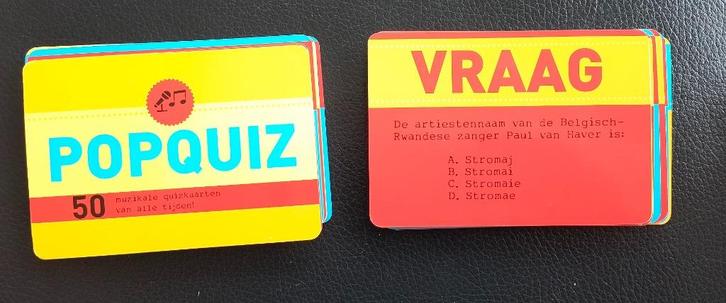 POPQUIZ
50 muzikale quizkaarten
van alle tijden!
VRAAG
De artiestennaam van de Belgisch-
Rwandese zanger Paul van Haver is:
A. Stromaj
B. Stromai
C. Stromaie
D. Stromae